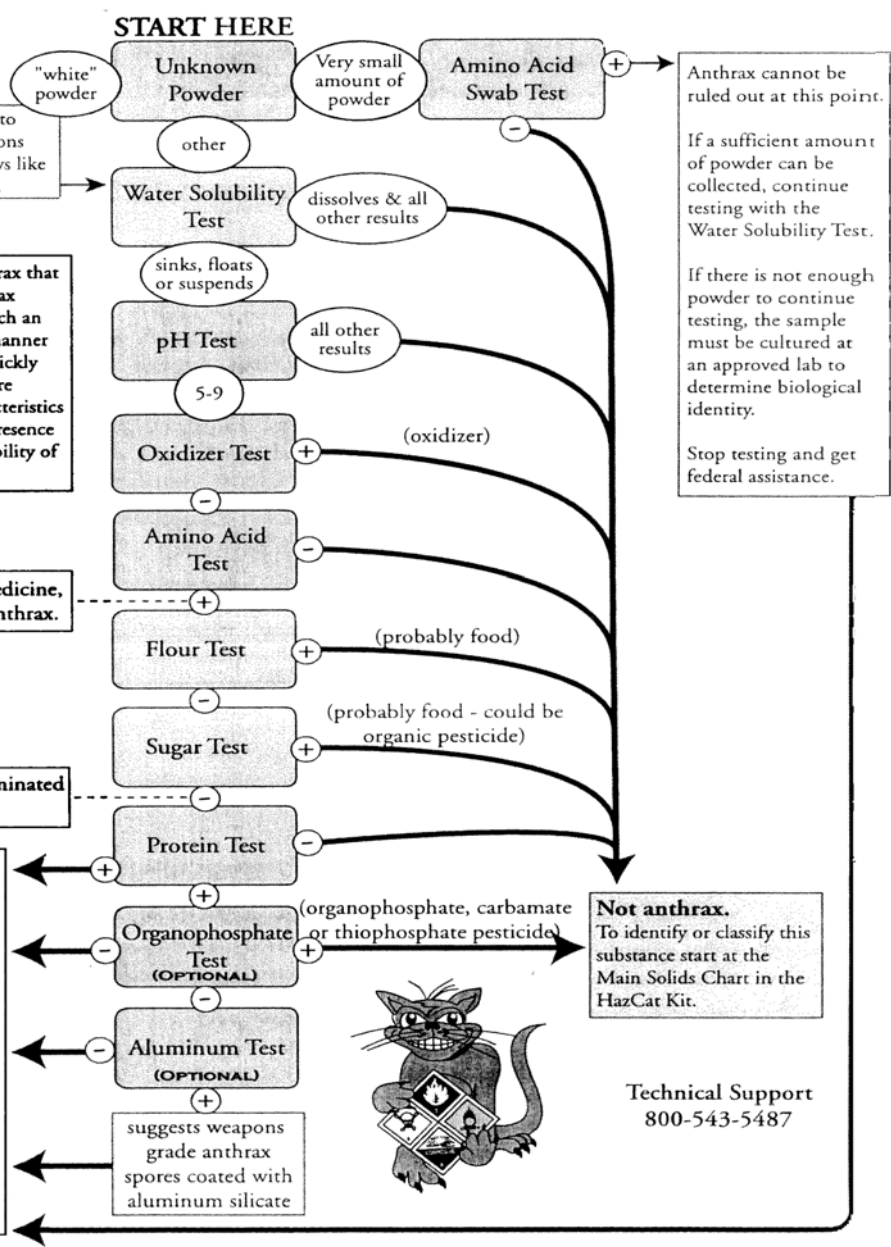 START HERE
"white"
powder
Unknown
Powder
Very small
amount of
powder
Amino Acid
Swab Test
+
−
Anthrax cannot be
ruled out at this point.
If a sufficient amount
of powder can be
collected, continue
testing with the
Water Solubility Test.
If there is not enough
powder to continue
testing, the sample
must be cultured at
an approved lab to
determine biological
identity.
Stop testing and get
federal assistance.
to
like
other
Water Solubility
Test
dissolves & all
other results
sinks, floats
or suspends
that
an
pH Test
all other
results
5-9
of
Oxidizer Test
+
(oxidizer)
−
Amino Acid
Test
−
+
Flour Test
+
(probably food)
−
Sugar Test
+
(probably food - could be
organic pesticide)
−
Protein Test
−
+
+
Organophosphate
Test
(OPTIONAL)
−
+
(organophosphate, carbamate
or thiophosphate pesticide)
−
Not anthrax.
To identify or classify this
substance start at the
Main Solids Chart in the
HazCat Kit.
Aluminum Test
(OPTIONAL)
−
+
suggests weapons
grade anthrax
spores coated with
aluminum silicate
Technical Support
800-543-5487